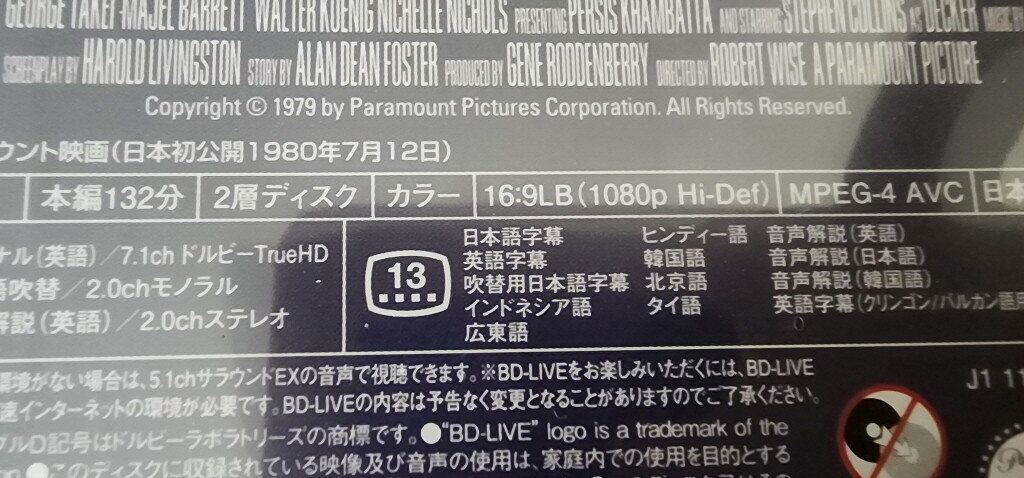 GEORGE TAKEI MAJEL BARRETT WALTER KOENIG NICHELLE NICHOLS PRESENTING PERSIS KHAMBATTA AND STARRING STEPHEN COLLINS AS DECKER MUSIC BY
SCREENPLAY BY HAROLD LIVINGSTON STORY BY ALAN DEAN FOSTER PRODUCED BY GENE RODDENBERRY DIRECTED BY ROBERT WISE A PARAMOUNT PICTURE
Copyright © 1979 by Paramount Pictures Corporation. All Rights Reserved.
ウント映画(日本初公開1980年7月12日)
本編132分 2層ディスク カラー 16:9LB(1080p Hi-Def) MPEG-4 AVC 日本
ナル(英語)/7.1chドルビーTrueHD
吹替/2.0chモノラル
解説(英語)/2.0chステレオ
13
日本語字幕 ヒンディー語 音声解説(英語)
英語字幕 韓国語 音声解説(日本語)
吹替用日本語字幕 北京語 音声解説(韓国語)
インドネシア語 タイ語 英語字幕(クリンゴン/バルカン語用
広東語
環境がない場合は、5.1chサラウンドEXの音声で視聴できます。※BD-LIVEをお楽しみいただくには、BD-LIVE
速インターネットの環境が必要です。BD-LIVEの内容は予告なく変更となることがありますのでご了承ください。
ブルD記号はドルビーラボラトリーズの商標です。●"BD-LIVE" logo is a trademark of the
●このディスクに収録されている映像及び音声の使用は、家庭内での使用を目的とする
J1 11